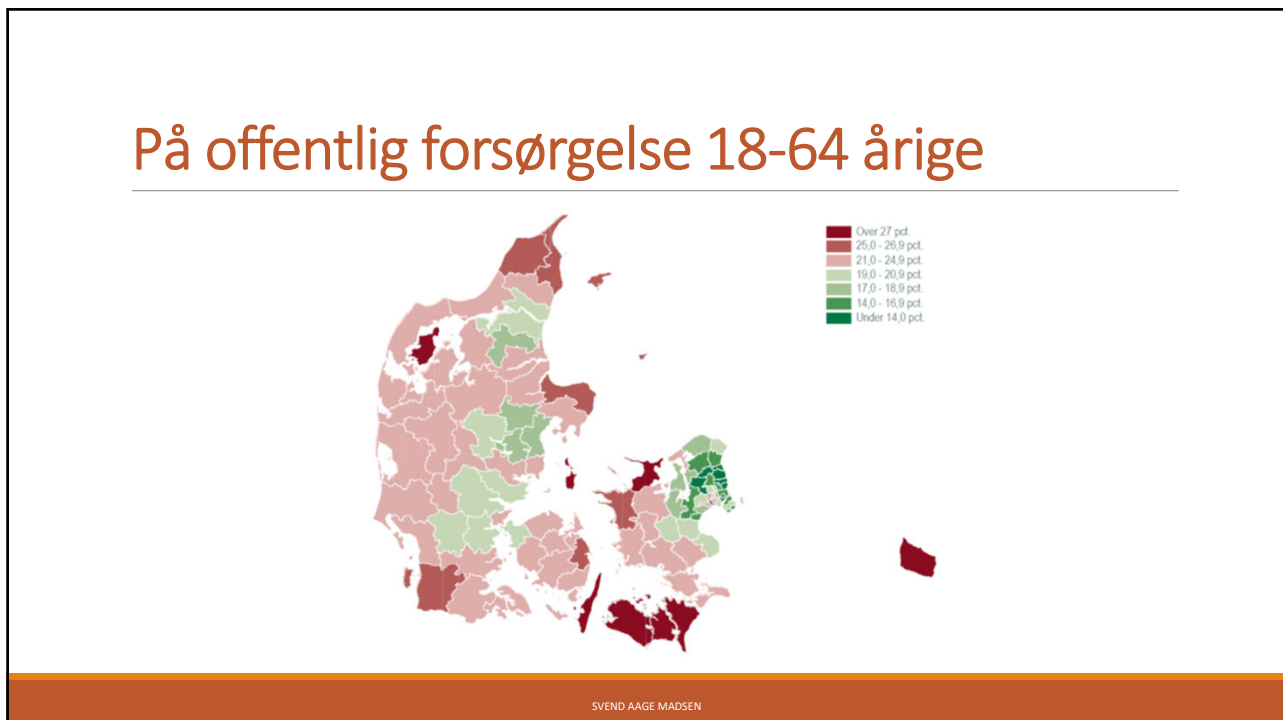 På offentlig forsørgelse 18-64 årige
Over 27 pct.
25,0 - 26,9 pct.
21,0 - 24,9 pct.
19,0 - 20,9 pct.
17,0 - 18,9 pct.
14,0 - 16,9 pct.
Under 14,0 pct.
SVEND AAGE MADSEN